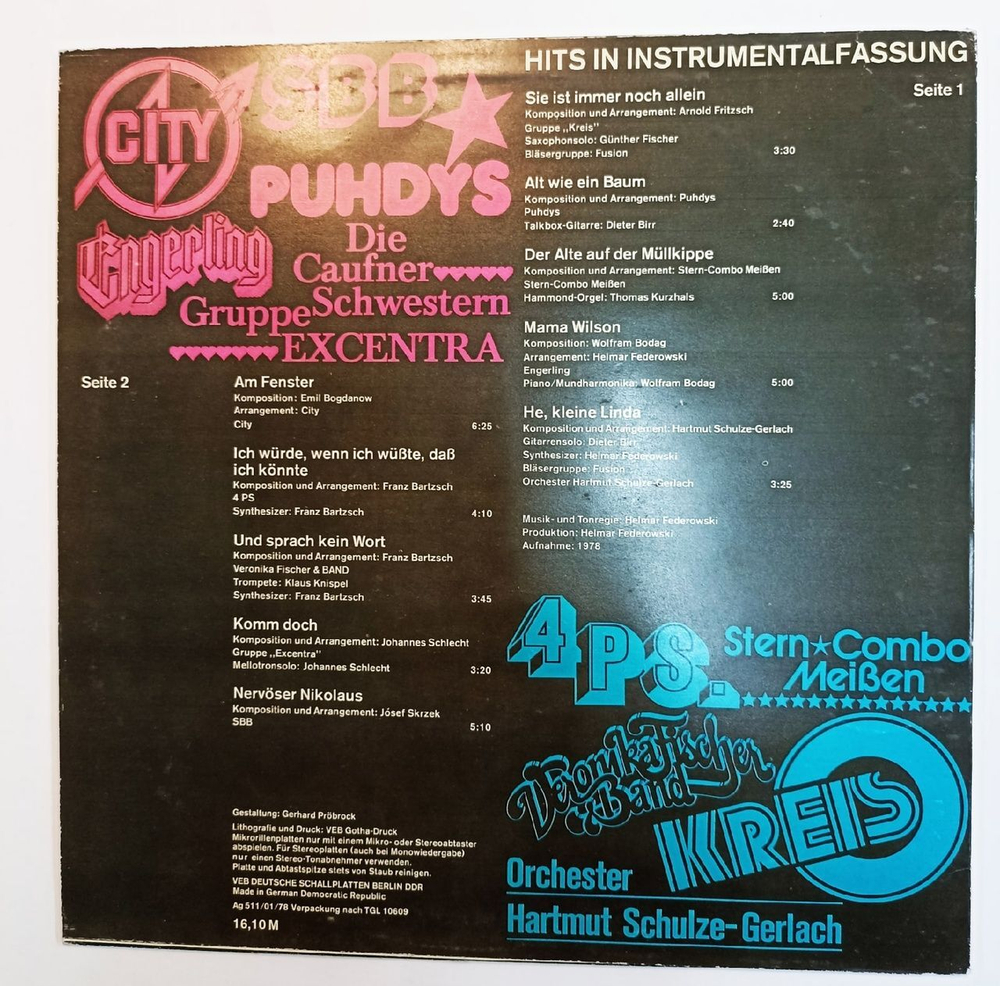 CITY
SBB
PUHDYS
Engerling
Die
Caufner
Schwestern
Gruppe
EXCENTRA
HITS IN INSTRUMENTALFASSUNG
Seite 1
Sie ist immer noch allein
Komposition und Arrangement: Arnold Fritzsch
Gruppe „Kreis"
Saxophonsolo: Günther Fischer
Bläsergruppe: Fusion 3:30
Alt wie ein Baum
Komposition und Arrangement: Puhdys
Puhdys
Talkbox-Gitarre: Dieter Birr 2:40
Der Alte auf der Müllkippe
Komposition und Arrangement: Stern-Combo Meißen
Stern-Combo Meißen
Hammond-Orgel: Thomas Kurzhals 5:00
Mama Wilson
Komposition: Wolfram Bodag
Arrangement: Helmar Federowski
Engerling
Piano/Mundharmonika: Wolfram Bodag 5:00
He, kleine Linda
Komposition und Arrangement: Hartmut Schulze-Gerlach
Gitarrensolo: Dieter Birr
Synthesizer: Helmar Federowski
Bläsergruppe: Fusion
Orchester Hartmut Schulze-Gerlach 3:25
Musik- und Tonregie: Helmar Federowski
Produktion: Helmar Federowski
Aufnahme: 1978
Seite 2
Am Fenster
Komposition: Emil Bogdanow
Arrangement: City
City 6:25
Ich würde, wenn ich wüßte, daß
ich könnte
Komposition und Arrangement: Franz Bartzsch
4 PS
Synthesizer: Franz Bartzsch 4:10
Und sprach kein Wort
Komposition und Arrangement: Franz Bartzsch
Veronika Fischer & BAND
Trompete: Klaus Knispel
Synthesizer: Franz Bartzsch 3:45
Komm doch
Komposition und Arrangement: Johannes Schlecht
Gruppe „Excentra"
Mellotronsolo: Johannes Schlecht 3:20
Nervöser Nikolaus
Komposition und Arrangement: Jósef Skrzek
SBB 5:10
Gestaltung: Gerhard Pröbrock
Lithografie und Druck: VEB Gotha-Druck
Mikrorillenplatten nur mit einem Mikro- oder Stereoabtaster
abspielen. Für Stereoplatten (auch bei Monowiedergabe)
nur einen Stereo-Tonabnehmer verwenden.
Platte und Abtastspitze stets von Staub reinigen.
VEB DEUTSCHE SCHALLPLATTEN BERLIN DDR
Made in German Democratic Republic
Ag 511/01/78 Verpackung nach TGL 10609
16,10 M
4 PS.
Stern★Combo
Meißen
Veronika Fischer
& Band
KREIS
Orchester
Hartmut Schulze-Gerlach